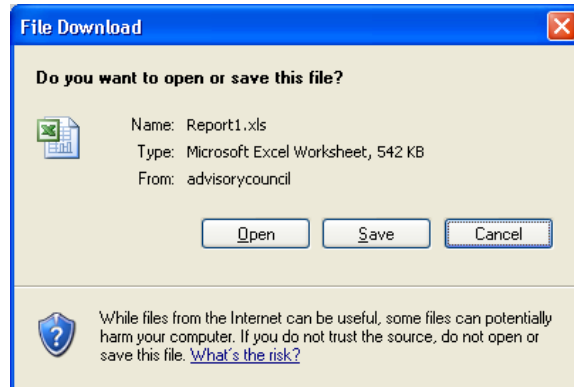 File Download
Do you want to open or save this file?
Name: Report1.xls
Type: Microsoft Excel Worksheet, 542 KB
From: advisorycouncil
Open Save Cancel
While files from the Internet can be useful, some files can potentially
harm your computer. If you do not trust the source, do not open or
save this file. What's the risk?